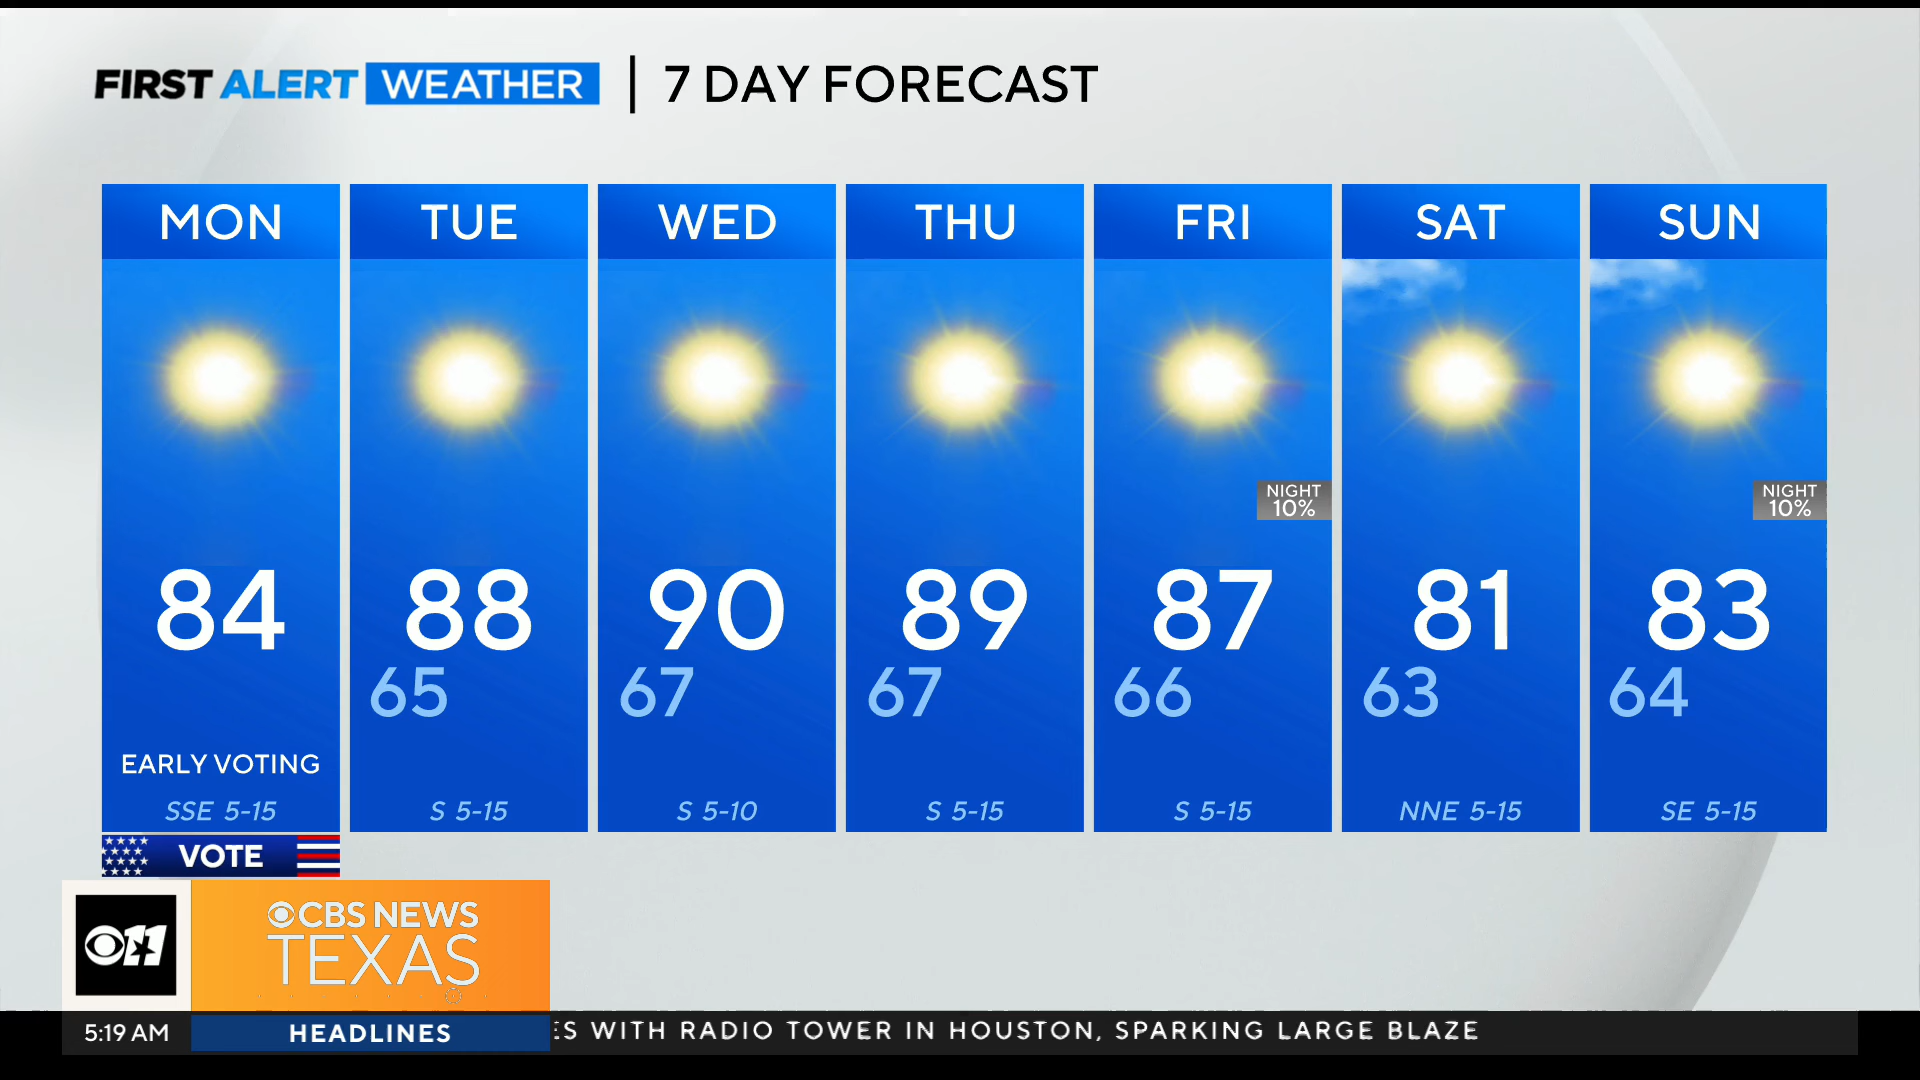 FIRST ALERT WEATHER | 7 DAY FORECAST
MON TUE WED THU FRI SAT SUN
NIGHT 10%
NIGHT 10%
84 88 90 89 87 81 83
65 67 67 66 63 64
EARLY VOTING
SSE 5-15 S 5-15 S 5-10 S 5-15 S 5-15 NNE 5-15 SE 5-15
VOTE
11
CBS NEWS
TEXAS
5:19 AM HEADLINES ES WITH RADIO TOWER IN HOUSTON, SPARKING LARGE BLAZE